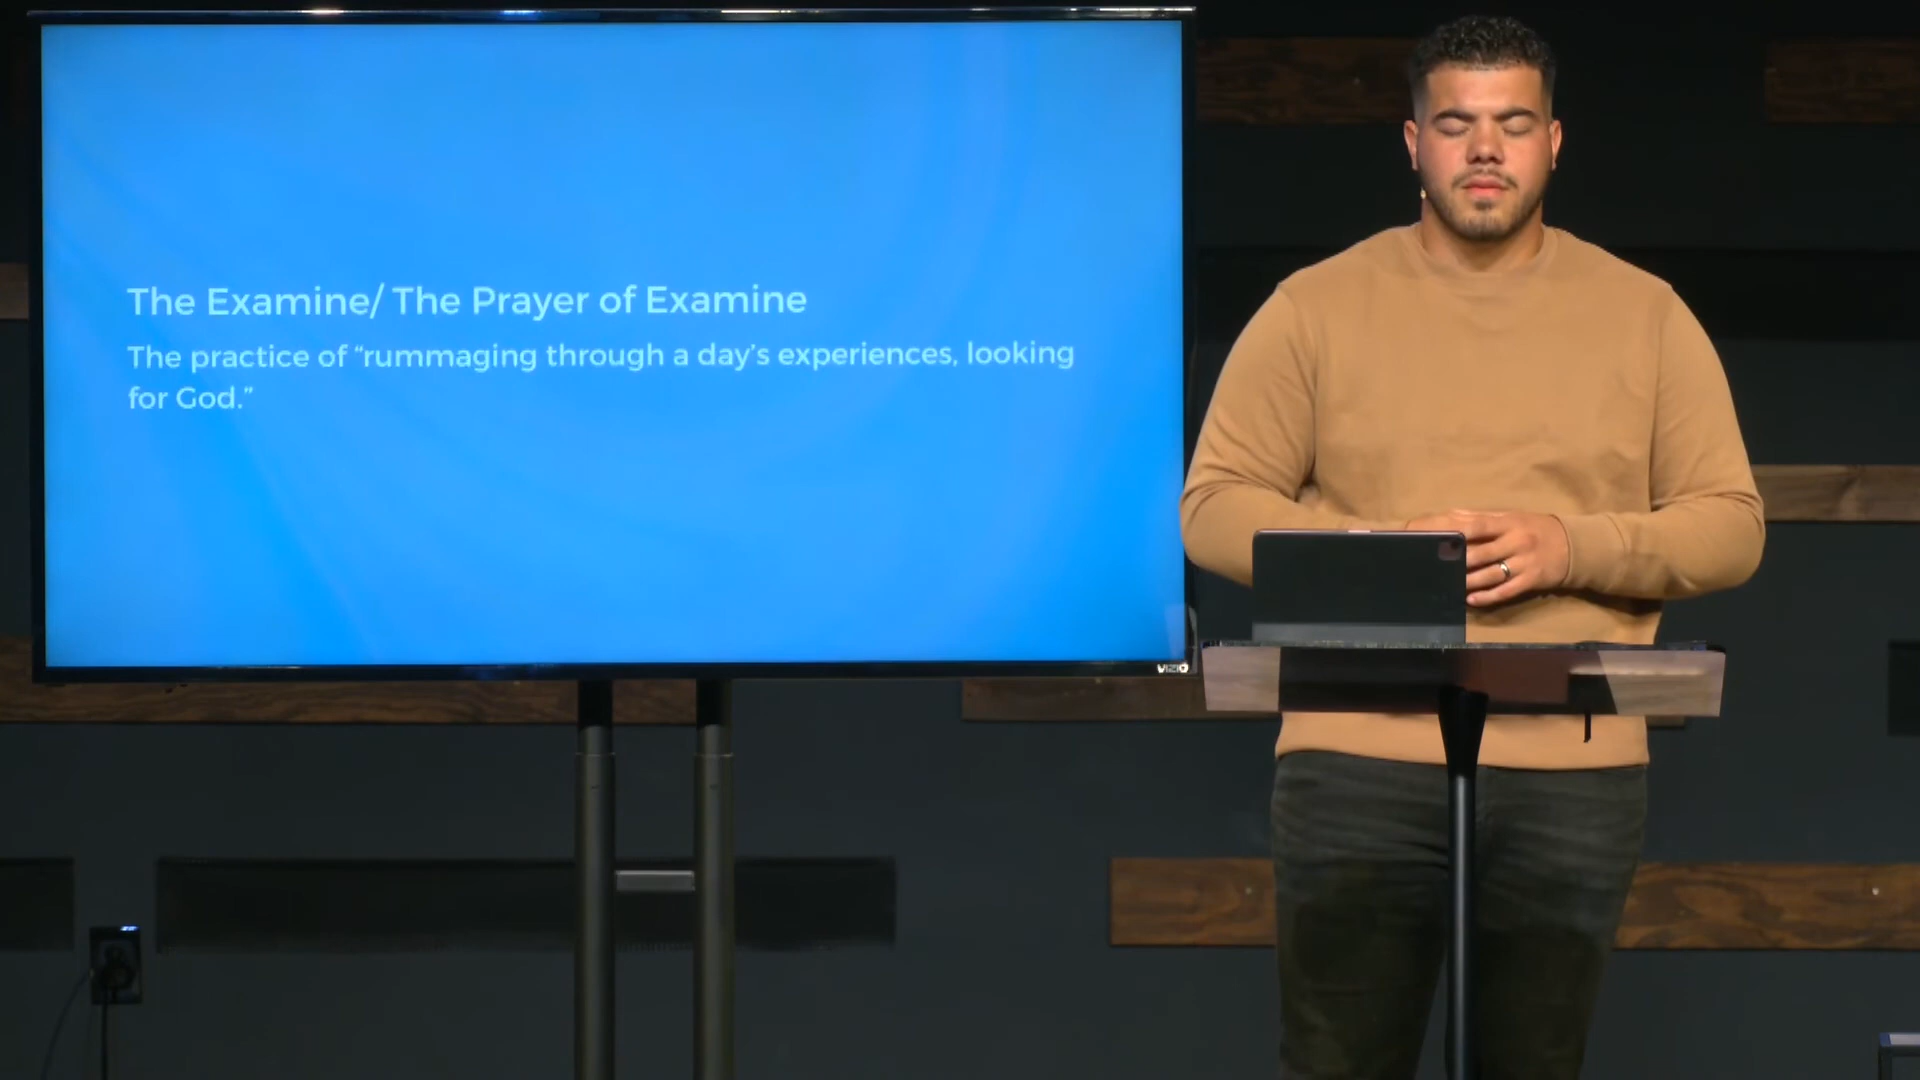 The Examine/ The Prayer of Examine
The practice of “rummaging through a day’s experiences, looking
for God.”
VIZIO